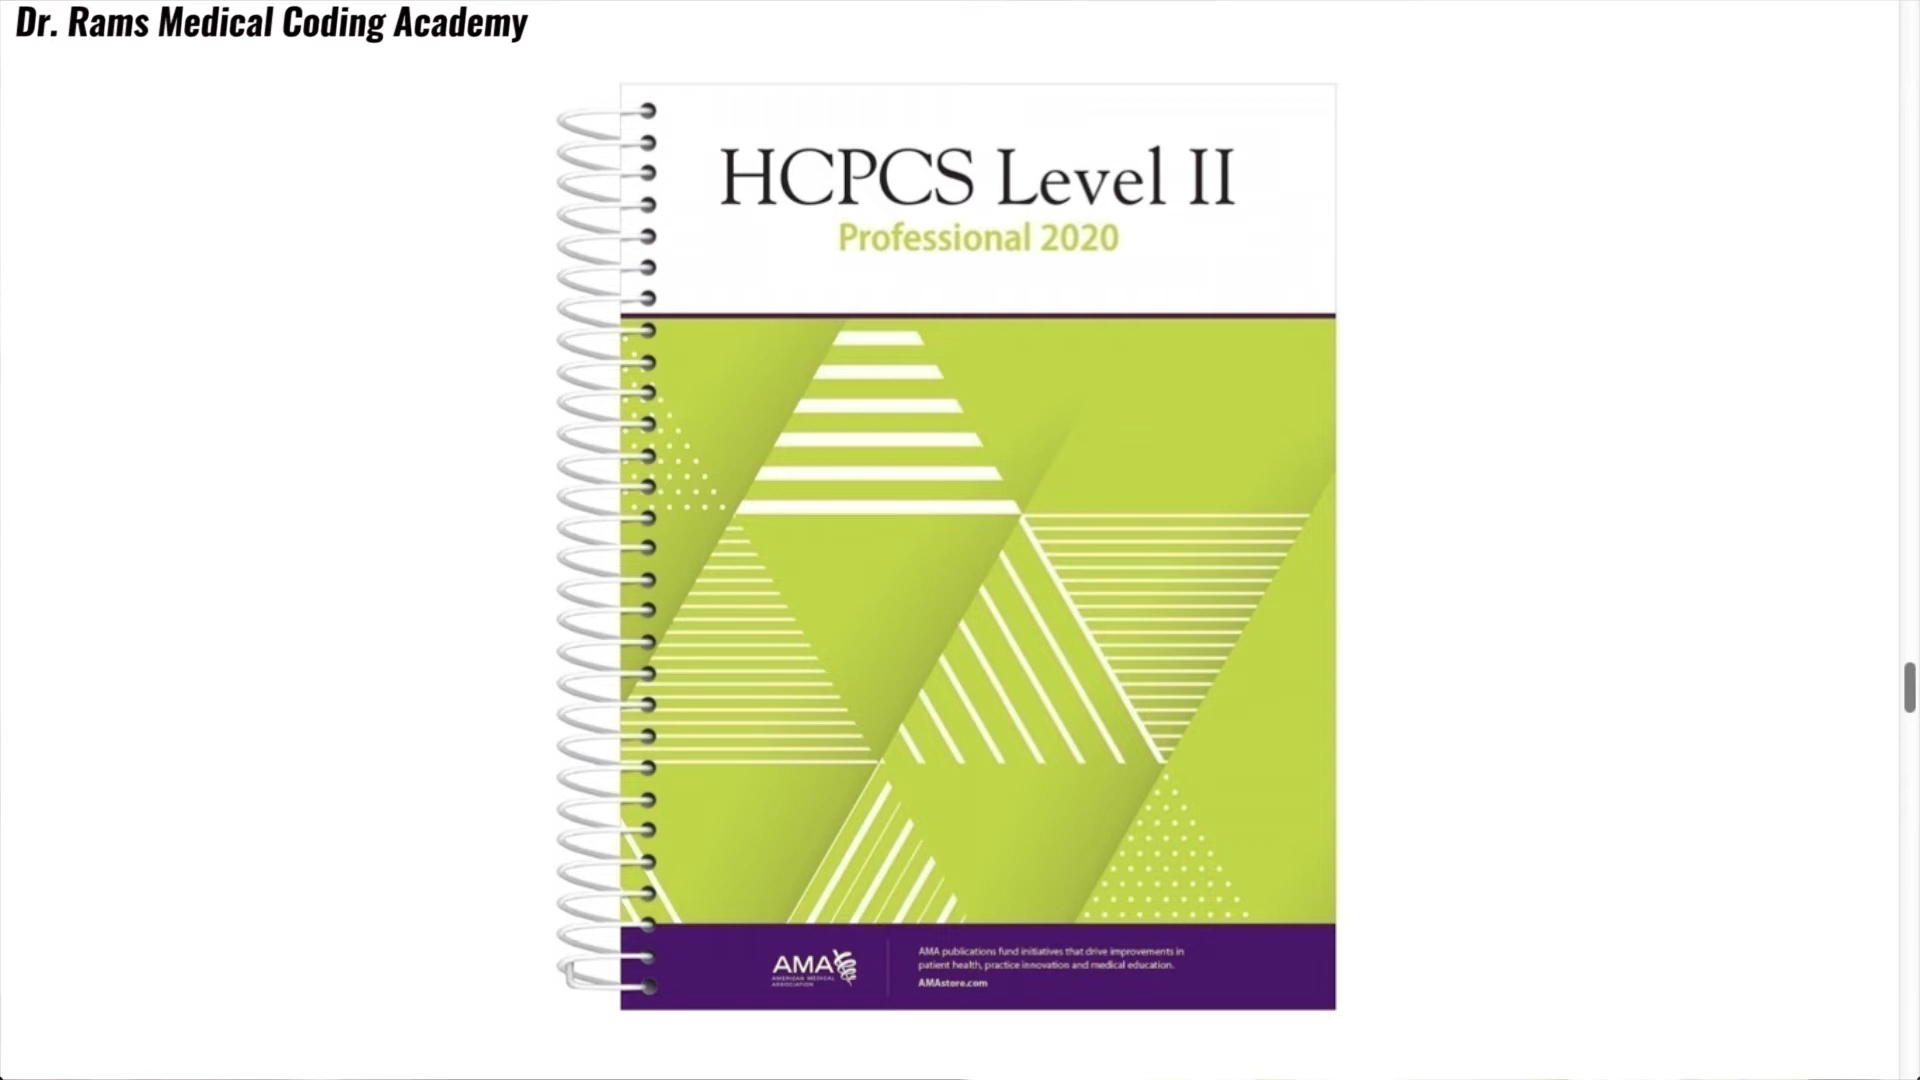 Dr. Rams Medical Coding Academy
HCPCS Level II
Professional 2020
AMA
AMERICAN MEDICAL
ASSOCIATION
AMA publications fund initiatives that drive improvements in
patient health, practice innovation and medical education.
AMAstore.com